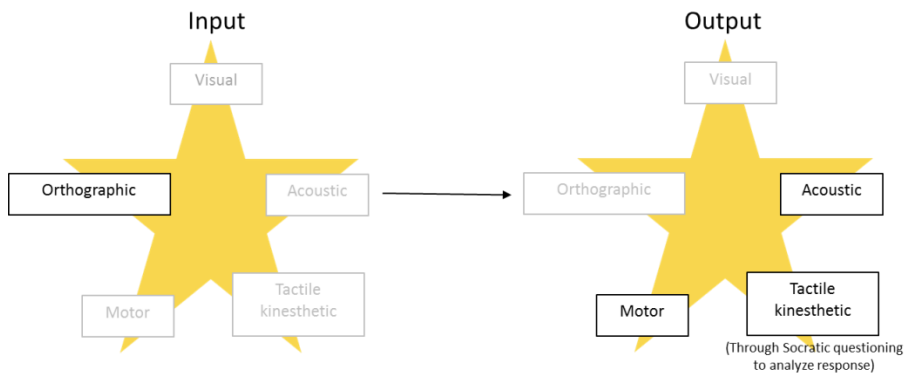 Input
Visual
Orthographic
Acoustic
Motor
Tactile
kinesthetic
Output
Visual
Orthographic
Acoustic
Motor
Tactile
kinesthetic
(Through Socratic questioning
to analyze response)